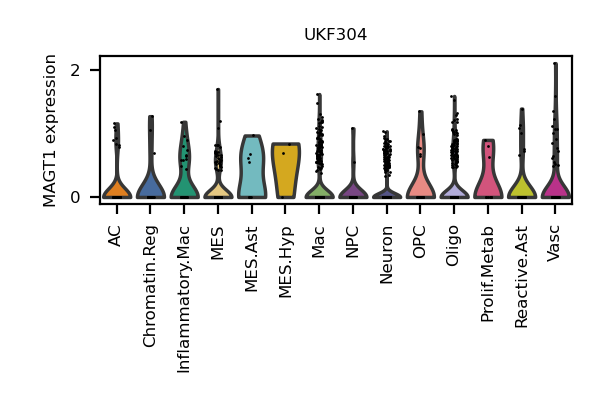 UKF304
MAGT1 expression
2
0
AC
Chromatin.Reg
Inflammatory.Mac
MES
MES.Ast
MES.Hyp
Mac
NPC
Neuron
OPC
Oligo
Prolif.Metab
Reactive.Ast
Vasc